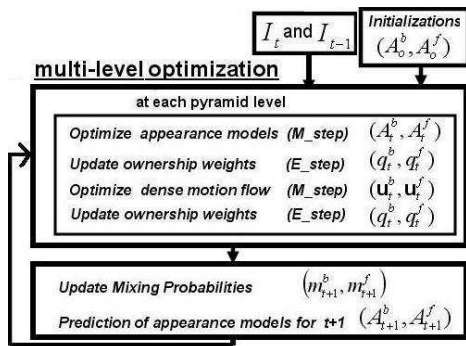 I_t and I_{t-1}
Initializations
(A_o^b, A_o^f)
multi-level optimization
at each pyramid level
Optimize appearance models (M_step) (A_t^b, A_t^f)
Update ownership weights (E_step) (q_t^b, q_t^f)
Optimize dense motion flow (M_step) (u_t^b, u_t^f)
Update ownership weights (E_step) (q_t^b, q_t^f)
Update Mixing Probabilities (m_{t+1}^b, m_{t+1}^f)
Prediction of appearance models for t+1 (A_{t+1}^b, A_{t+1}^f)